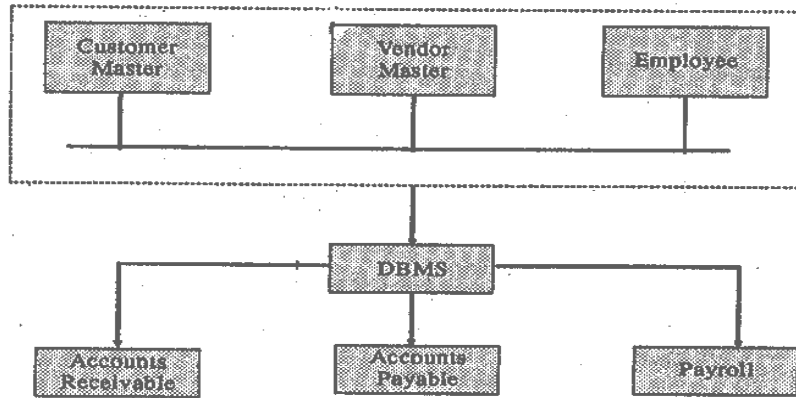 Customer
Master
Vendor
Master
Employee
DBMS
Accounts
Receivable
Accounts
Payable
Payroll